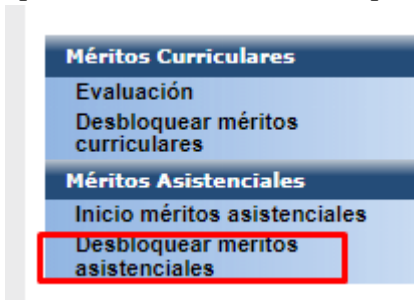 Méritos Curriculares
Evaluación
Desbloquear méritos
curriculares
Méritos Asistenciales
Inicio méritos asistenciales
Desbloquear méritos
asistenciales